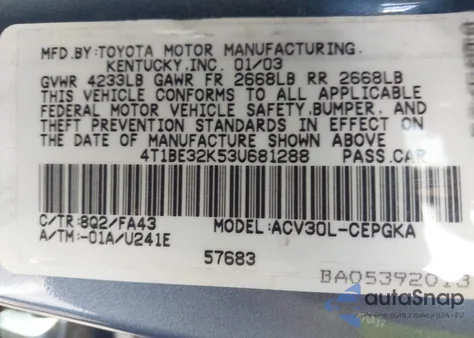 MFD.BY:TOYOTA MOTOR MANUFACTURING.
KENTUCKY,INC. 01/03
GVWR 4233LB GAWR FR 2668LB RR 2668LB
THIS VEHICLE CONFORMS TO ALL APPLICABLE
FEDERAL MOTOR VEHICLE SAFETY,BUMPER, AND
THEFT PREVENTION STANDARDS IN EFFECT ON
THE DATE OF MANUFACTURE SHOWN ABOVE
4T1BE32K53U681288 PASS.CAR
C/TR:8Q2/FA43 MODEL:ACV30L-CEPGKA
A/TM:-01A/U241E
57683
BA05392013
autoSnap